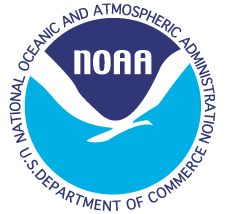 NATIONAL OCEANIC AND ATMOSPHERIC ADMINISTRATION
NOAA
U.S. DEPARTMENT OF COMMERCE